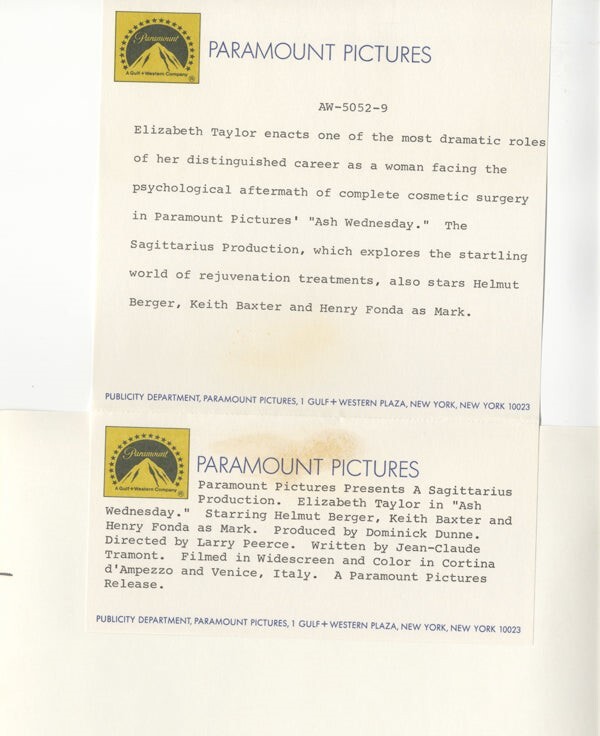 Paramount
A Gulf+Western Company
®
PARAMOUNT PICTURES
AW-5052-9
Elizabeth Taylor enacts one of the most dramatic roles
of her distinguished career as a woman facing the
psychological aftermath of complete cosmetic surgery
in Paramount Pictures' "Ash Wednesday." The
Sagittarius Production, which explores the startling
world of rejuvenation treatments, also stars Helmut
Berger, Keith Baxter and Henry Fonda as Mark.
PUBLICITY DEPARTMENT, PARAMOUNT PICTURES, 1 GULF+WESTERN PLAZA, NEW YORK, NEW YORK 10023
Paramount
A Gulf+Western Company
®
PARAMOUNT PICTURES
Paramount Pictures Presents A Sagittarius
Production. Elizabeth Taylor in "Ash
Wednesday." Starring Helmut Berger, Keith Baxter and
Henry Fonda as Mark. Produced by Dominick Dunne.
Directed by Larry Peerce. Written by Jean-Claude
Tramont. Filmed in Widescreen and Color in Cortina
d'Ampezzo and Venice, Italy. A Paramount Pictures
Release.
PUBLICITY DEPARTMENT, PARAMOUNT PICTURES, 1 GULF+WESTERN PLAZA, NEW YORK, NEW YORK 10023